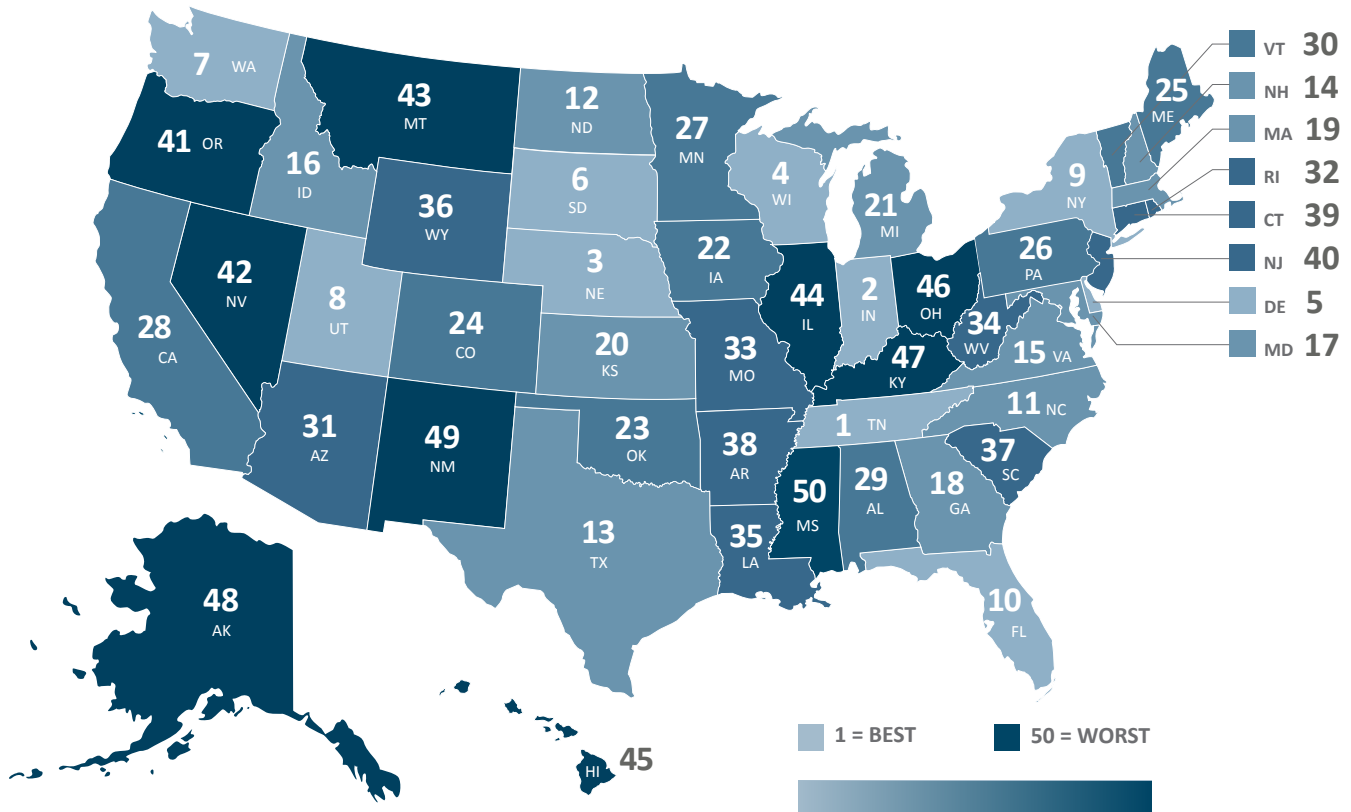 VT 30
NH 14
MA 19
RI 32
CT 39
NJ 40
DE 5
MD 17
7 WA
43
MT
12
ND
27
MN
25
ME
41 OR
16
ID
6
SD
4
WI
21
MI
9
NY
36
WY
22
IA
26
PA
42
NV
8
UT
3
NE
44
IL
2
IN
46
OH
34
WV
28
CA
24
CO
20
KS
33
MO
47
KY
15 VA
11 NC
31
AZ
49
NM
23
OK
38
AR
1 TN
37
SC
13
TX
35
LA
50
MS
29
AL
18
GA
10
FL
48
AK
HI 45
1 = BEST
50 = WORST